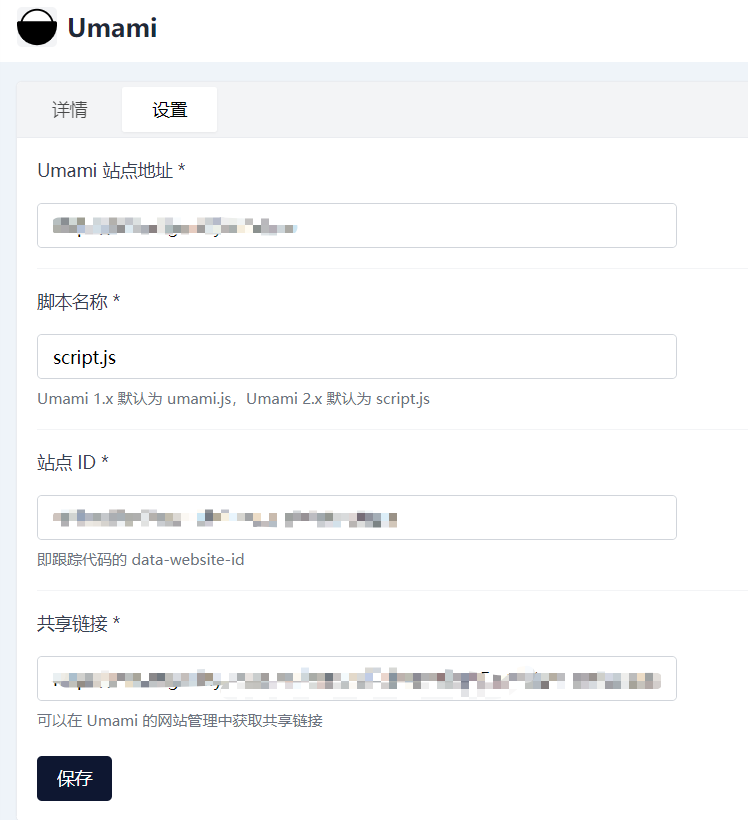 Umami
详情
设置
Umami 站点地址 *
脚本名称 *
script.js
Umami 1.x 默认为 umami.js，Umami 2.x 默认为 script.js
站点 ID *
即跟踪代码的 data-website-id
共享链接 *
可以在 Umami 的网站管理中获取共享链接
保存